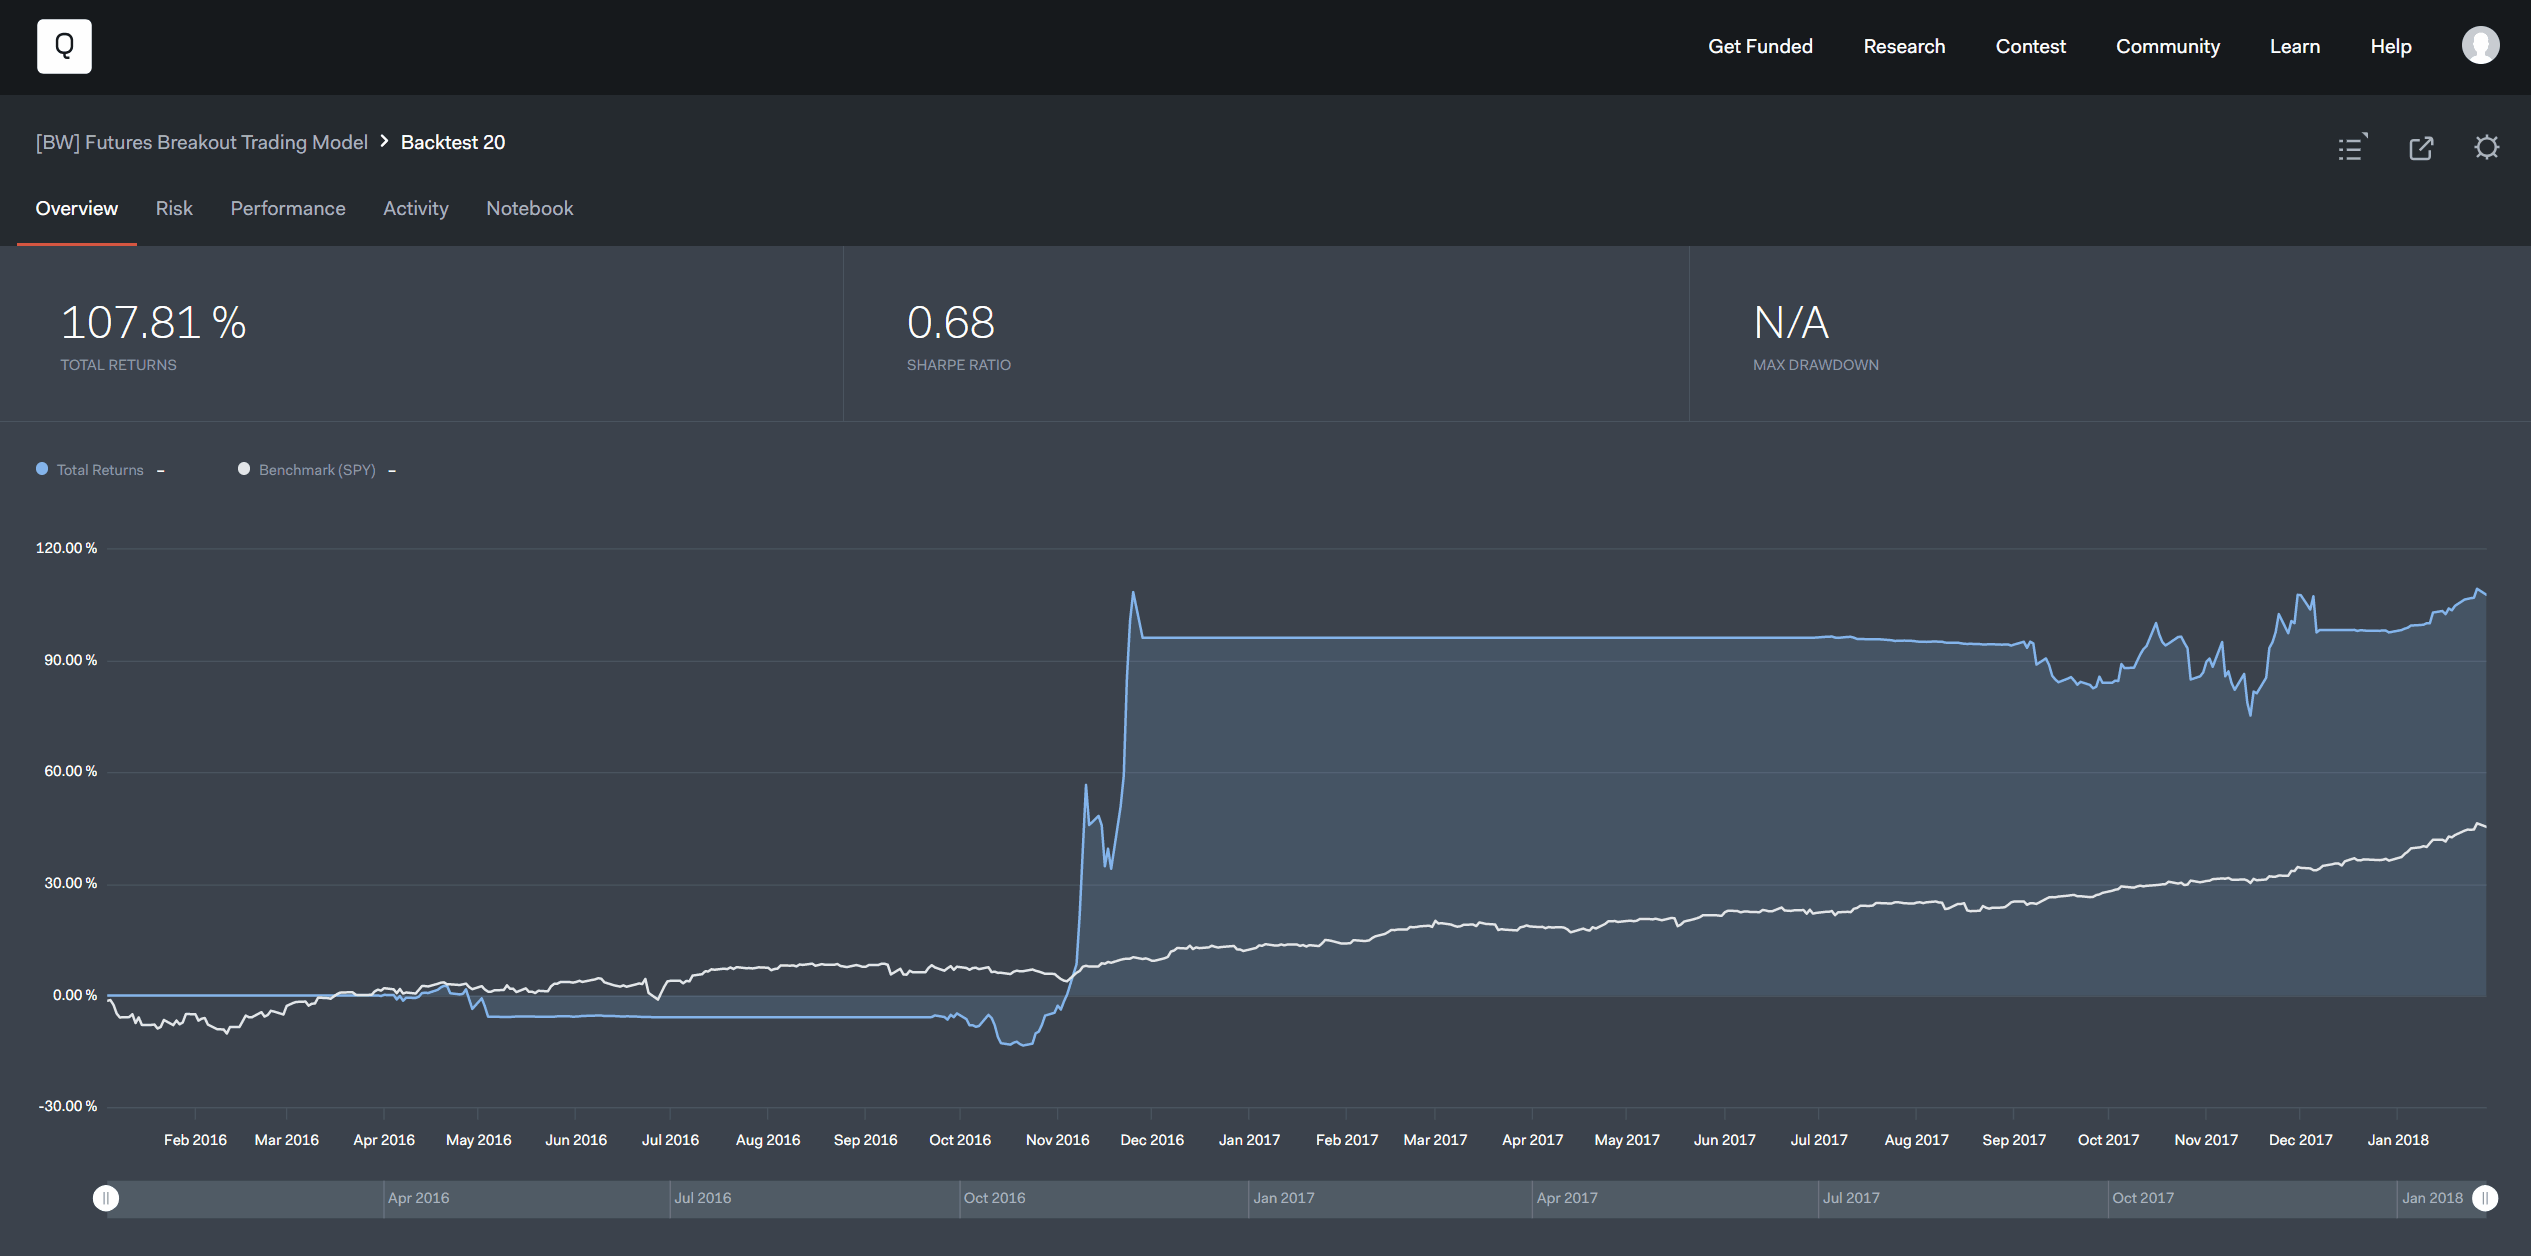 Q
Get Funded Research Contest Community Learn Help
[BW] Futures Breakout Trading Model > Backtest 20
Overview Risk Performance Activity Notebook
107.81 % 0.68 N/A
TOTAL RETURNS SHARPE RATIO MAX DRAWDOWN
Total Returns – Benchmark (SPY) –
120.00 %
90.00 %
60.00 %
30.00 %
0.00 %
-30.00 %
Feb 2016 Mar 2016 Apr 2016 May 2016 Jun 2016 Jul 2016 Aug 2016 Sep 2016 Oct 2016 Nov 2016 Dec 2016 Jan 2017 Feb 2017 Mar 2017 Apr 2017 May 2017 Jun 2017 Jul 2017 Aug 2017 Sep 2017 Oct 2017 Nov 2017 Dec 2017 Jan 2018
Apr 2016 Jul 2016 Oct 2016 Jan 2017 Apr 2017 Jul 2017 Oct 2017 Jan 2018